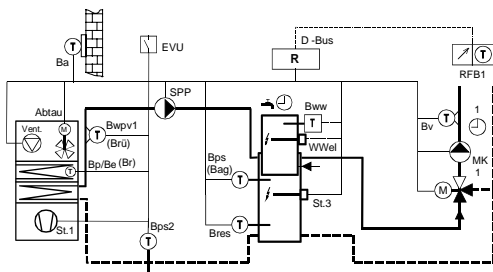 EVU
D -Bus
R
T
RFB1
T
Ba
SPP
Abtau
Vent.
M
Bwpv1
T
(Brü)
Bp/Be (Br)
T
St.1
Bps2
T
Bps
(Bag)
T
Bres
T
Bww
T
WWel
St.3
1
Bv
T
MK
1
M